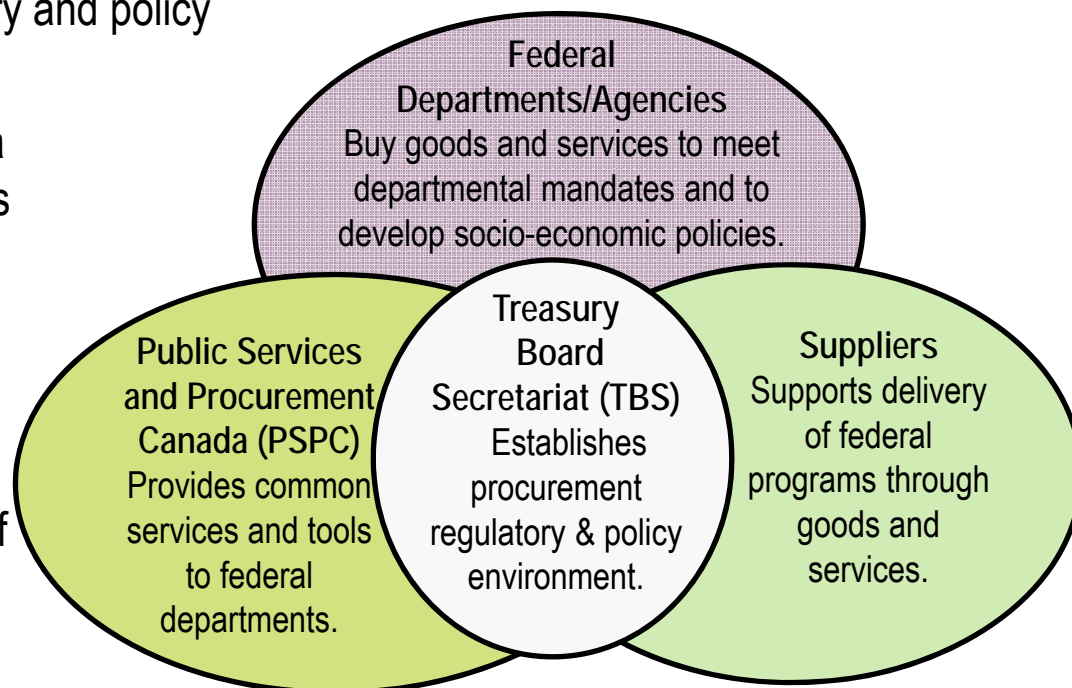 ry and policy
Federal
Departments/Agencies
Buy goods and services to meet
departmental mandates and to
develop socio-economic policies.
s
Public Services
and Procurement
Canada (PSPC)
Provides common
services and tools
to federal
departments.
Treasury
Board
Secretariat (TBS)
Establishes
procurement
regulatory & policy
environment.
Suppliers
Supports delivery
of federal
programs through
goods and
services.
f